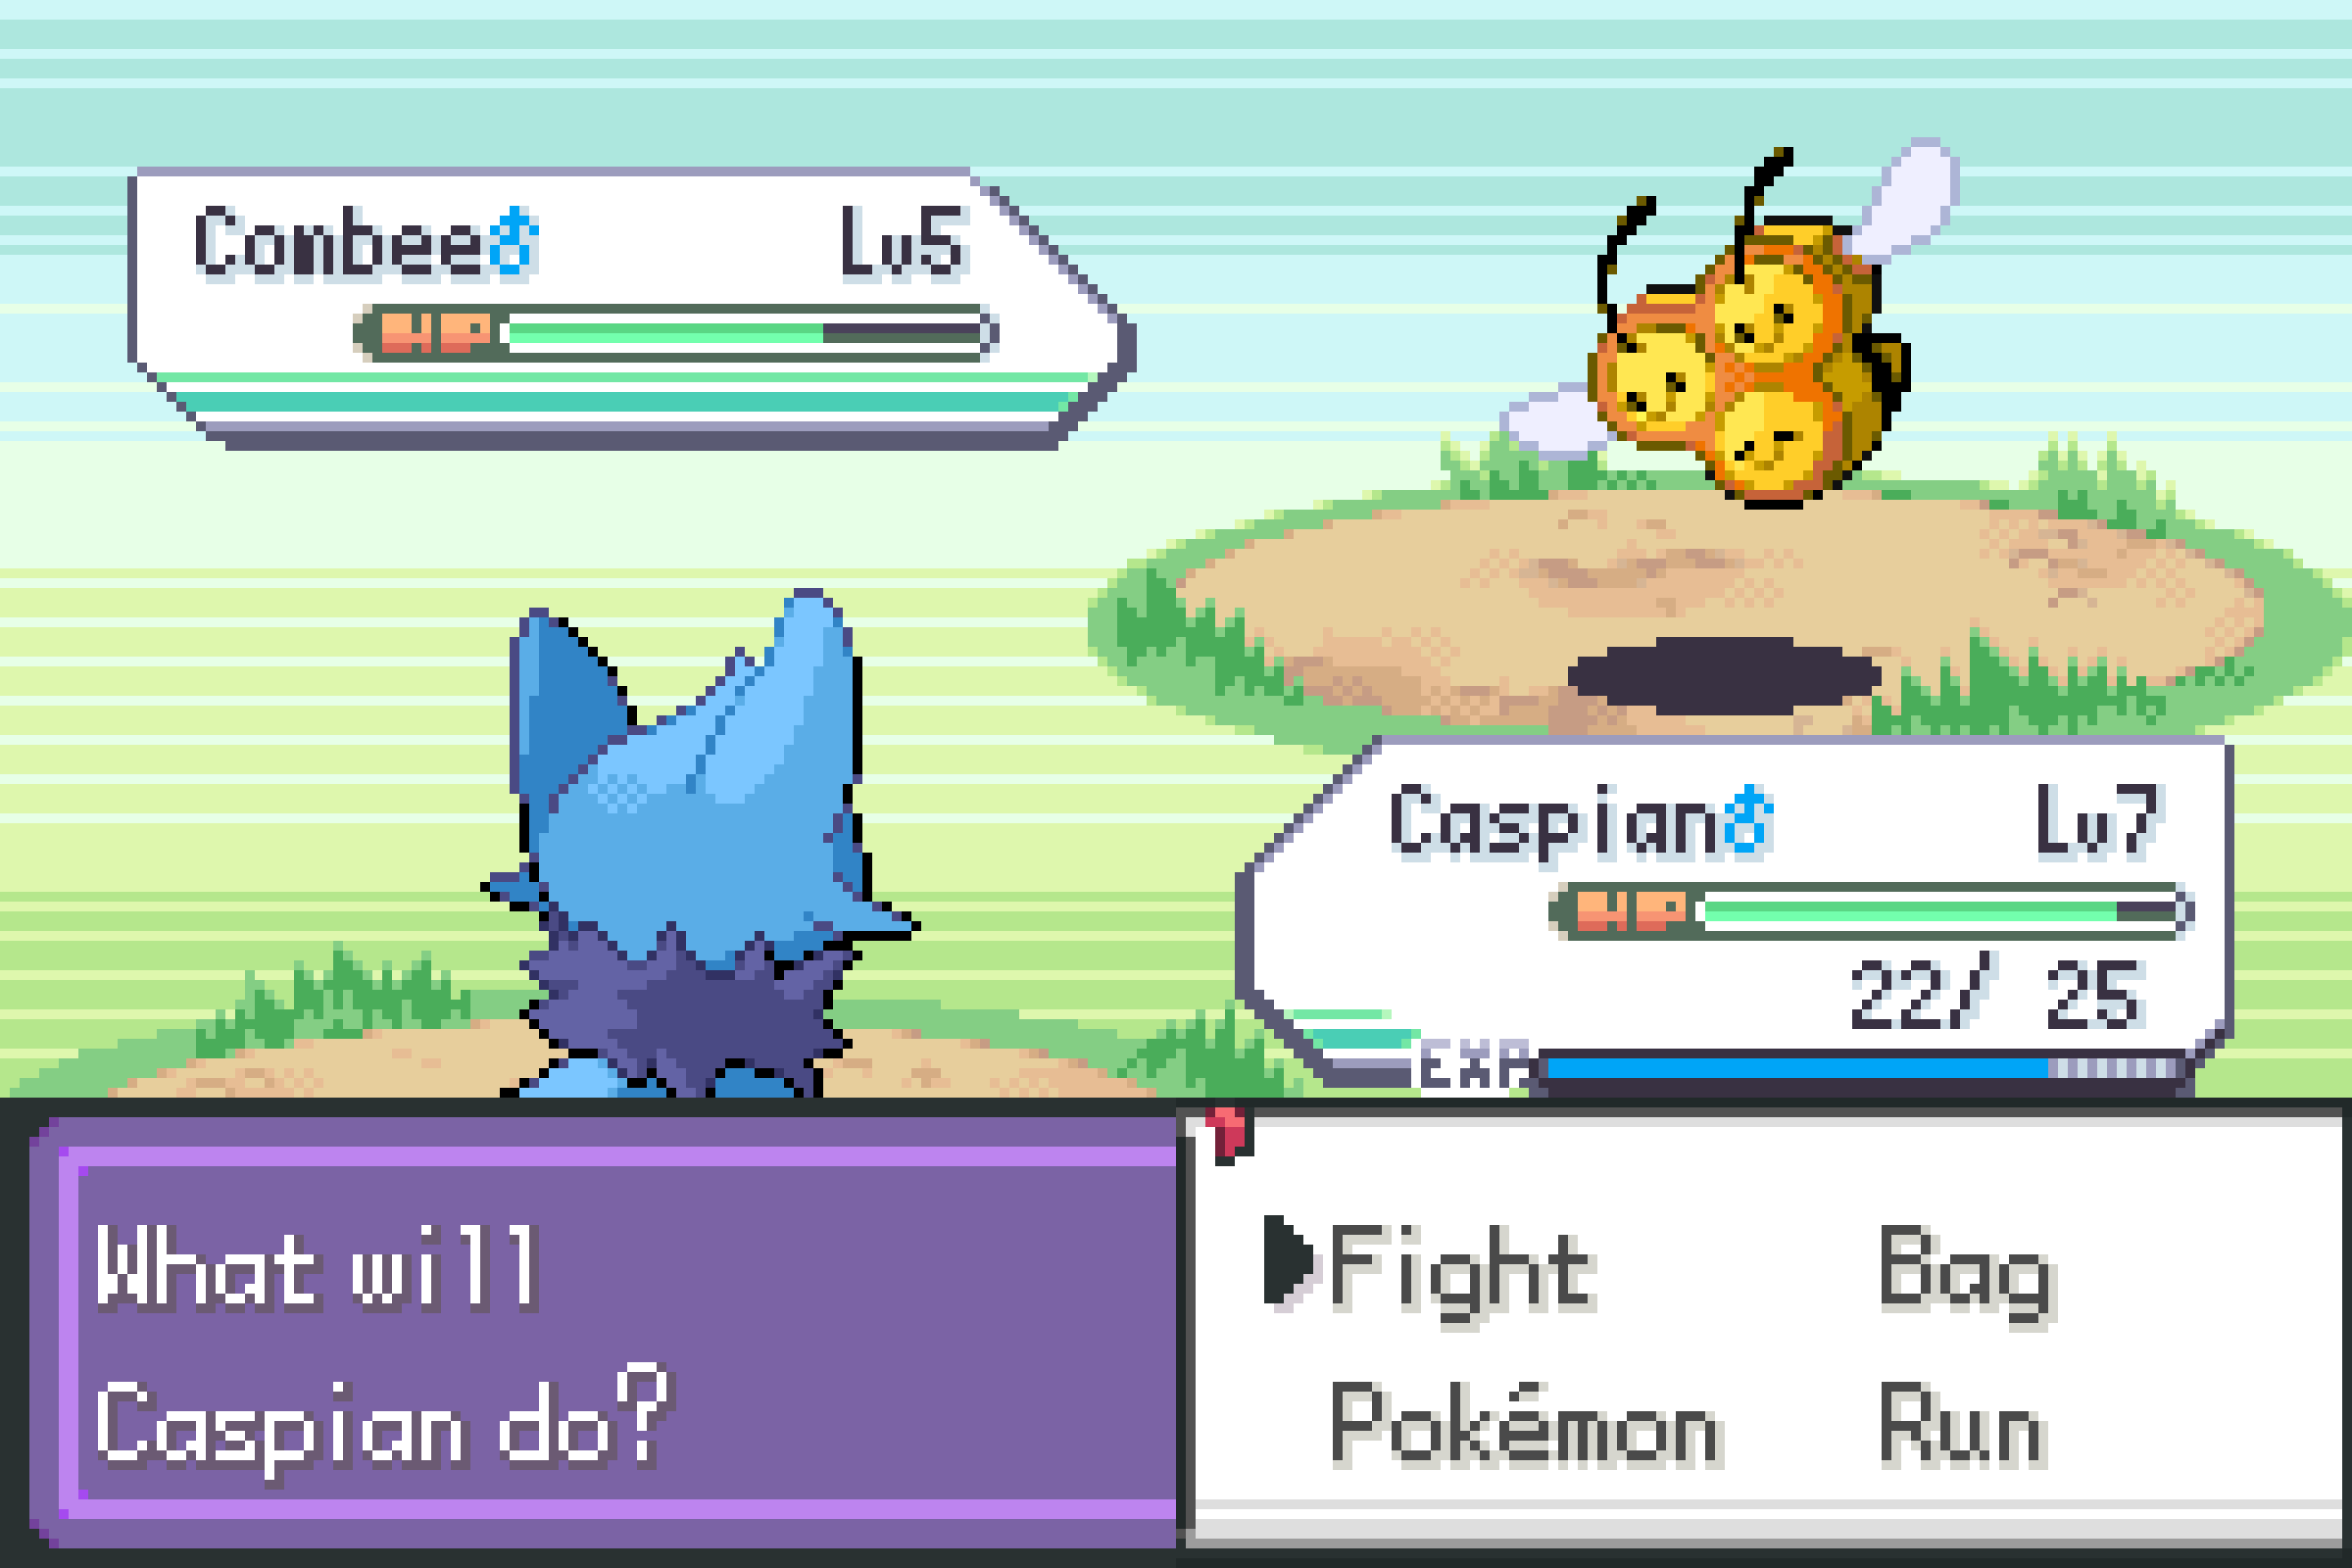 Combee♂ Lv5
HP
Caspian♂ Lv7
HP
22/ 25
EXP
What will
Caspian do?
Fight Bag
Pokémon Run